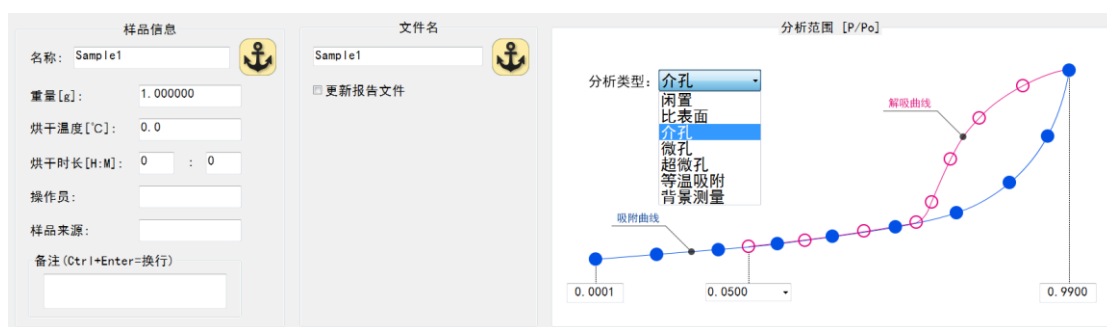 样品信息
名称: Sample1
重量[g]: 1.000000
烘干温度[℃]: 0.0
烘干时长[H:M]: 0 : 0
操作员:
样品来源:
备注(Ctrl+Enter=换行)
文件名
Sample1
更新报告文件
分析范围 [P/Po]
分析类型: 介孔
闲置
比表面
介孔
微孔
超微孔
等温吸附
背景测量
解吸曲线
吸附曲线
0.0001
0.0500
0.9900